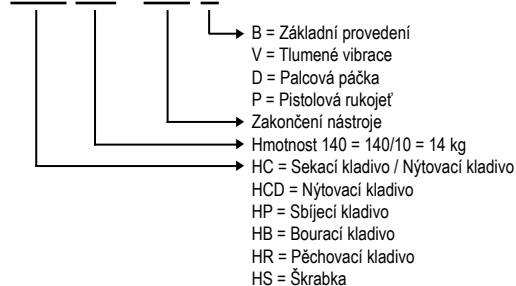 B = Základní provedení
V = Tlumené vibrace
D = Palcová páčka
P = Pistolová rukojeť
Zakončení nástroje
Hmotnost 140 = 140/10 = 14 kg
HC = Sekací kladivo / Nýtovací kladivo
HCD = Nýtovací kladivo
HP = Sbíjecí kladivo
HB = Bourací kladivo
HR = Pěchovací kladivo
HS = Škrabka